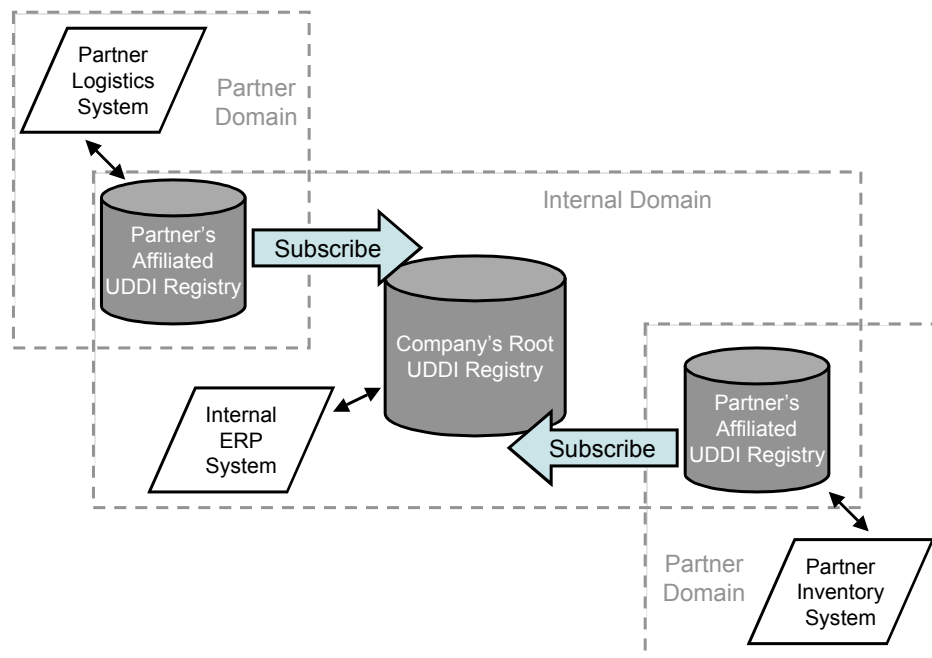 Partner
Logistics
System
Partner
Domain
Internal Domain
Partner's
Affiliated
UDDI Registry
Subscribe
Company's Root
UDDI Registry
Internal
ERP
System
Partner's
Affiliated
UDDI Registry
Subscribe
Partner
Domain
Partner
Inventory
System